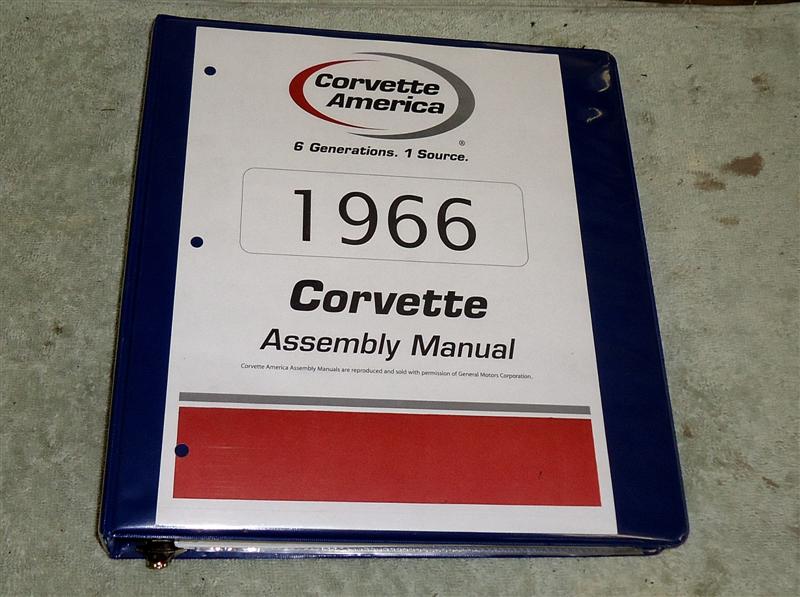 Corvette
America
®
6 Generations. 1 Source.
1966
Corvette
Assembly Manual
Corvette America Assembly Manuals are reproduced and sold with permission of General Motors Corporation.